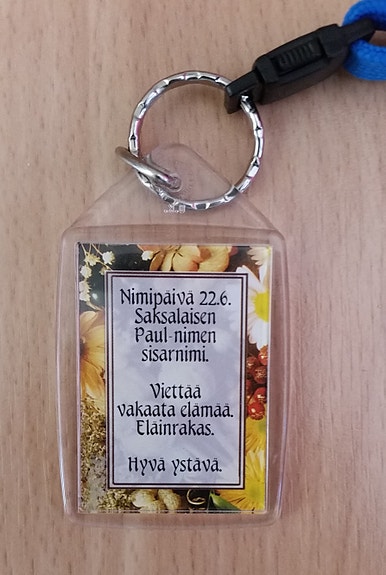 Nimipäivä 22.6.
Saksalaisen
Paul-nimen
sisarnimi.
Viettää
vakaata elämää.
Eläinrakas.
Hyvä ystävä.